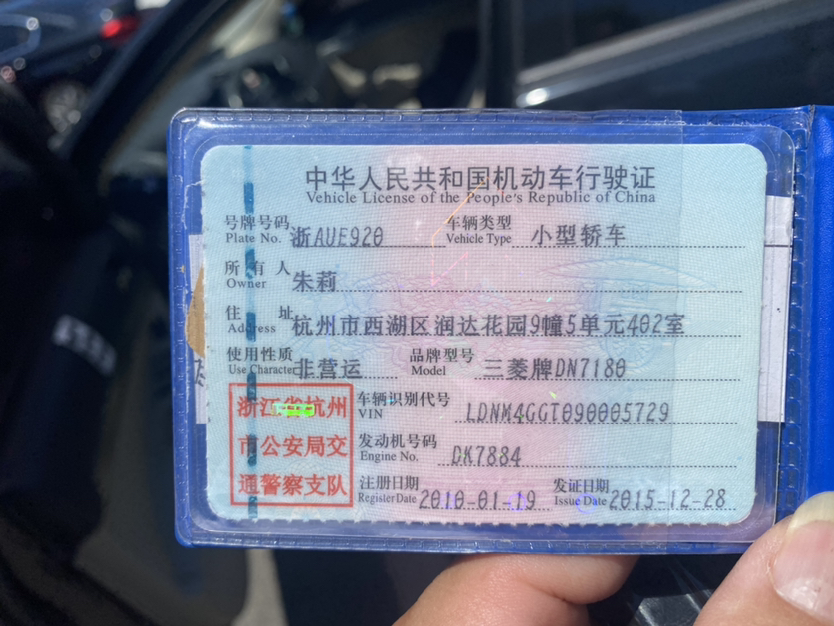 中华人民共和国机动车行驶证
Vehicle License of the People's Republic of China
号牌号码 浙AUE920 车辆类型 小型轿车
Plate No. Vehicle Type
所有人 朱莉
Owner
住址 杭州市西湖区润达花园9幢5单元402室
Address
使用性质 非营运 品牌型号 三菱牌DN7180
Use Character Model
浙江省杭州
市公安局交
通警察支队
车辆识别代号 LDNM4GGT090005729
VIN
发动机号码 DK7884
Engine No.
注册日期 2010-01-19 发证日期 2015-12-28
Register Date Issue Date